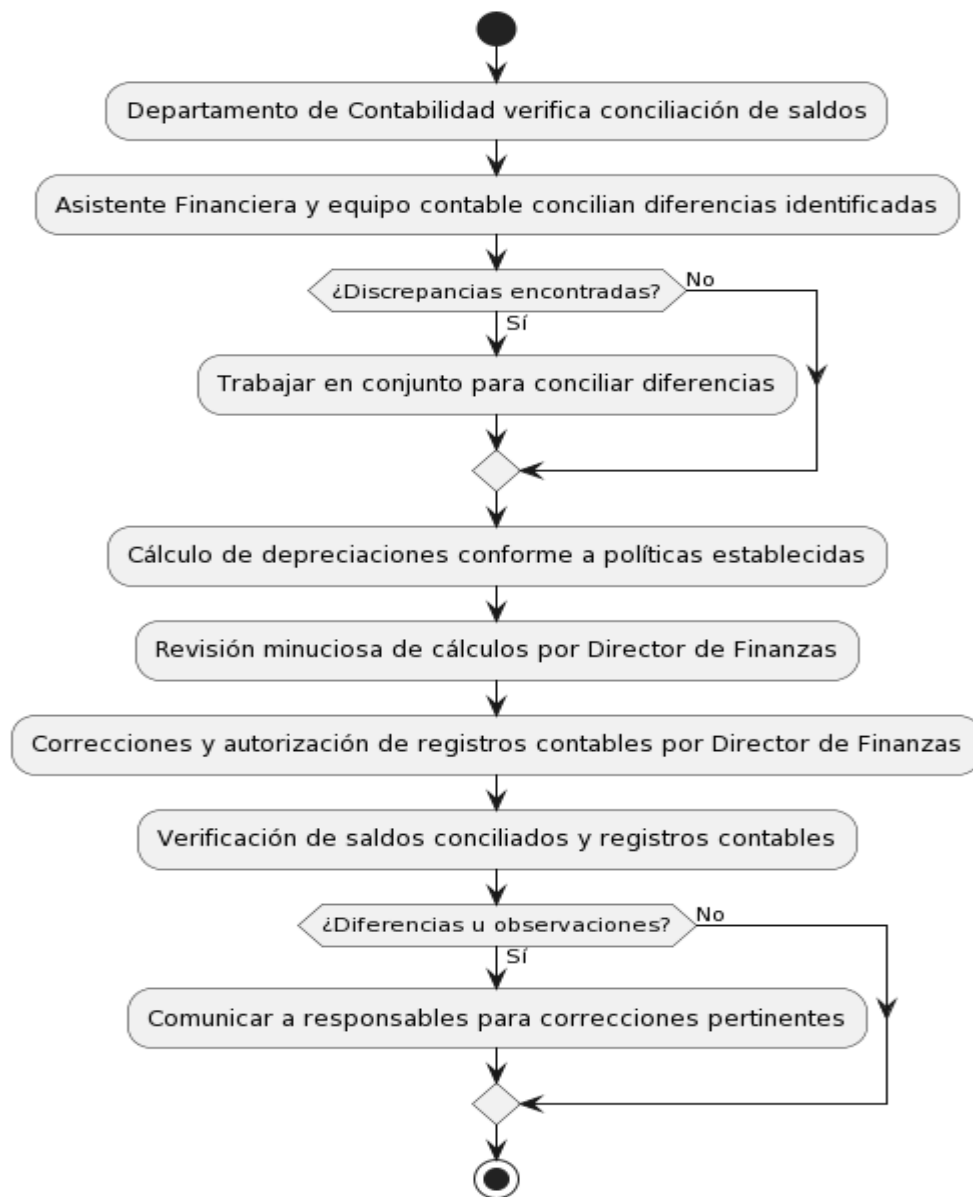 Departamento de Contabilidad verifica conciliación de saldos
Asistente Financiera y equipo contable concilian diferencias identificadas
¿Discrepancias encontradas?
No
Sí
Trabajar en conjunto para conciliar diferencias
Cálculo de depreciaciones conforme a políticas establecidas
Revisión minuciosa de cálculos por Director de Finanzas
Correcciones y autorización de registros contables por Director de Finanzas
Verificación de saldos conciliados y registros contables
¿Diferencias u observaciones?
No
Sí
Comunicar a responsables para correcciones pertinentes